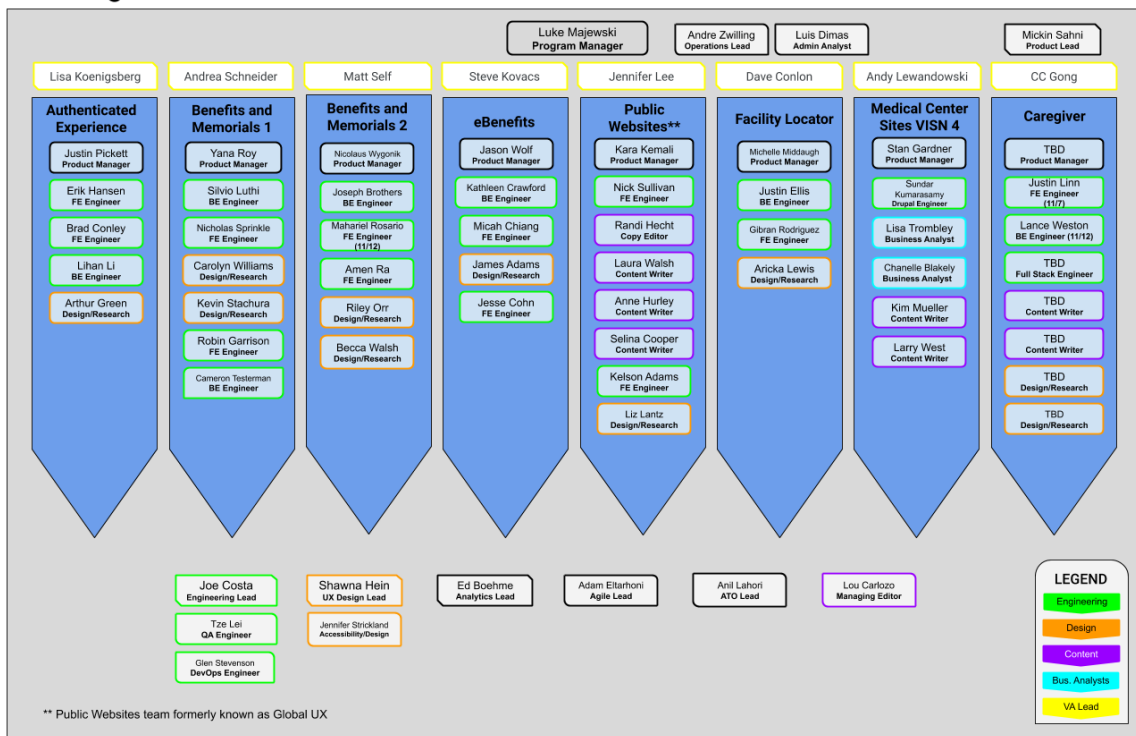 Luke Majewski
Program Manager
Andre Zwilling
Operations Lead
Luis Dimas
Admin Analyst
Mickin Sahni
Product Lead
Lisa Koenigsberg
Andrea Schneider
Matt Self
Steve Kovacs
Jennifer Lee
Dave Conlon
Andy Lewandowski
CC Gong
Authenticated
Experience
Justin Pickett
Product Manager
Erik Hansen
FE Engineer
Brad Conley
FE Engineer
Lihan Li
BE Engineer
Arthur Green
Design/Research
Benefits and
Memorials 1
Yana Roy
Product Manager
Silvio Luthi
BE Engineer
Nicholas Sprinkle
FE Engineer
Carolyn Williams
Design/Research
Kevin Stachura
Design/Research
Robin Garrison
FE Engineer
Cameron Testerman
BE Engineer
Benefits and
Memorials 2
Nicolaus Wygonik
Product Manager
Joseph Brothers
BE Engineer
Mahariel Rosario
FE Engineer
(11/12)
Amen Ra
FE Engineer
Riley Orr
Design/Research
Becca Walsh
Design/Research
eBenefits
Jason Wolf
Product Manager
Kathleen Crawford
BE Engineer
Micah Chiang
FE Engineer
James Adams
Design/Research
Jesse Cohn
FE Engineer
Public
Websites**
Kara Kemali
Product Manager
Nick Sullivan
FE Engineer
Randi Hecht
Copy Editor
Laura Walsh
Content Writer
Anne Hurley
Content Writer
Selina Cooper
Content Writer
Kelson Adams
FE Engineer
Liz Lantz
Design/Research
Facility Locator
Michelle Middaugh
Product Manager
Justin Ellis
BE Engineer
Gibran Rodriguez
FE Engineer
Aricka Lewis
Design/Research
Medical Center
Sites VISN 4
Stan Gardner
Product Manager
Sundar
Kumarasamy
Drupal Engineer
Lisa Trombley
Business Analyst
Chanelle Blakely
Business Analyst
Kim Mueller
Content Writer
Larry West
Content Writer
Caregiver
TBD
Product Manager
Justin Linn
FE Engineer
(11/7)
Lance Weston
BE Engineer (11/12)
TBD
Full Stack Engineer
TBD
Content Writer
TBD
Content Writer
TBD
Design/Research
TBD
Design/Research
Joe Costa
Engineering Lead
Tze Lei
QA Engineer
Glen Stevenson
DevOps Engineer
Shawna Hein
UX Design Lead
Jennifer Strickland
Accessibility/Design
Ed Boehme
Analytics Lead
Adam Eltarhoni
Agile Lead
Anil Lahori
ATO Lead
Lou Carlozo
Managing Editor
LEGEND
Engineering
Design
Content
Bus. Analysts
VA Lead
** Public Websites team formerly known as Global UX